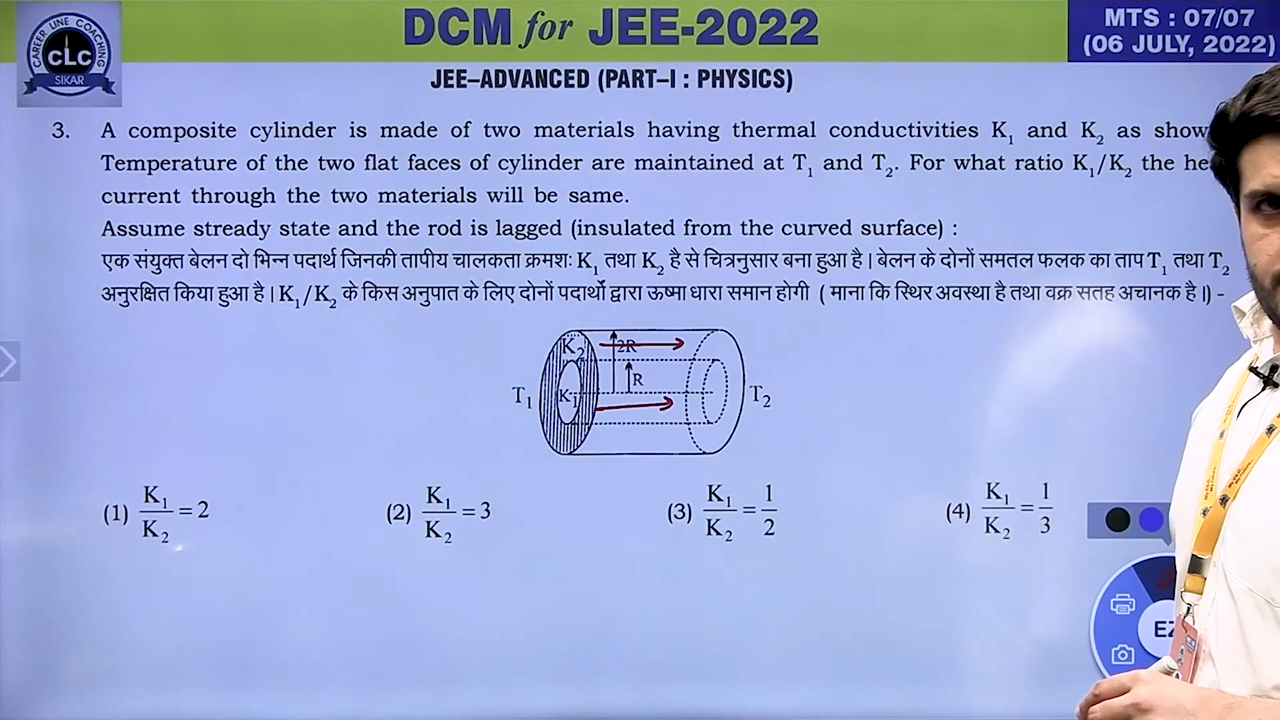 CAREER LINE COACHING
CLC
SIKAR
DCM for JEE-2022
MTS : 07/07
(06 JULY, 2022)
JEE–ADVANCED (PART–I : PHYSICS)
3. A composite cylinder is made of two materials having thermal conductivities K₁ and K₂ as show
Temperature of the two flat faces of cylinder are maintained at T₁ and T₂. For what ratio K₁/K₂ the he
current through the two materials will be same.
Assume stready state and the rod is lagged (insulated from the curved surface) :
एक संयुक्त बेलन दो भिन्न पदार्थ जिनकी तापीय चालकता क्रमशः K₁ तथा K₂ है से चित्रनुसार बना हुआ है। बेलन के दोनों समतल फलक का ताप T₁ तथा T₂
अनुरक्षित किया हुआ है। K₁/K₂ के किस अनुपात के लिए दोनों पदार्थो द्वारा ऊष्मा धारा समान होगी ( माना कि स्थिर अवस्था है तथा वक्र सतह अचानक है।) -
K₂ 2R
R
T₁ K₁ T₂
(1) K₁/K₂ = 2 (2) K₁/K₂ = 3 (3) K₁/K₂ = 1/2 (4) K₁/K₂ = 1/3
EZ